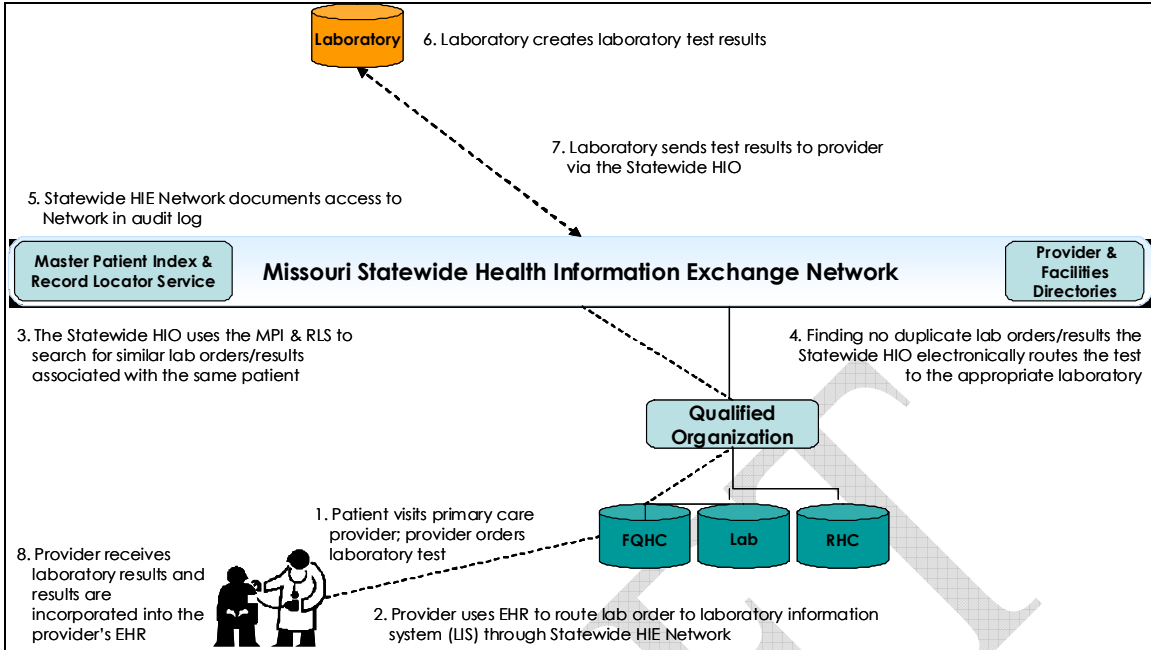 Laboratory
6. Laboratory creates laboratory test results
7. Laboratory sends test results to provider
via the Statewide HIO
5. Statewide HIE Network documents access to
Network in audit log
Master Patient Index &
Record Locator Service
Missouri Statewide Health Information Exchange Network
Provider &
Facilities
Directories
3. The Statewide HIO uses the MPI & RLS to
search for similar lab orders/results
associated with the same patient
4. Finding no duplicate lab orders/results the
Statewide HIO electronically routes the test
to the appropriate laboratory
Qualified
Organization
FQHC
Lab
RHC
1. Patient visits primary care
provider; provider orders
laboratory test
8. Provider receives
laboratory results and
results are
incorporated into the
provider's EHR
2. Provider uses EHR to route lab order to laboratory information
system (LIS) through Statewide HIE Network